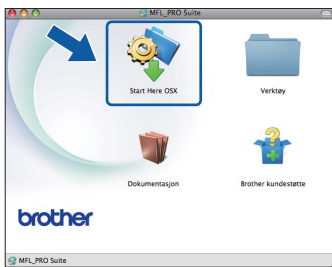 MFL_PRO Suite
Start Here OSX
Verktøy
Dokumentasjon
Brother kundestøtte
brother
MFL_PRO Suite